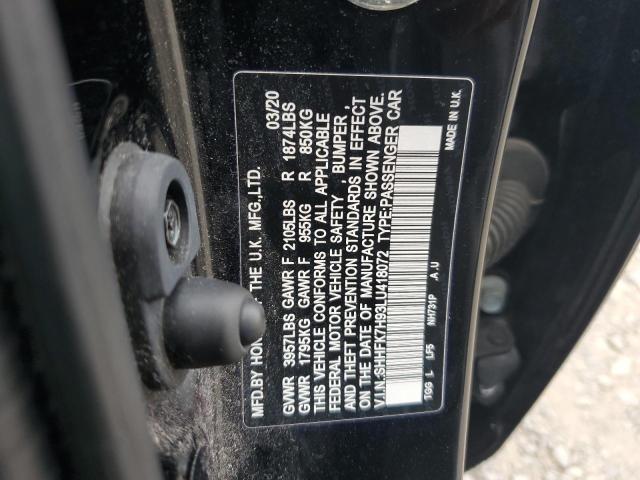 MFD.BY HON OF THE U.K. MFG.,LTD. 03/20
GVWR 3957LBS GAWR F 2105LBS R 1874LBS
GVWR 1795KG GAWR F 955KG R 850KG
THIS VEHICLE CONFORMS TO ALL APPLICABLE
FEDERAL MOTOR VEHICLE SAFETY , BUMPER ,
AND THEFT PREVENTION STANDARDS IN EFFECT
ON THE DATE OF MANUFACTURE SHOWN ABOVE.
V.I.N:SHHFK7H93LU418072 TYPE:PASSENGER CAR
TGG L LF5 NH731P .A.U MADE IN U.K.